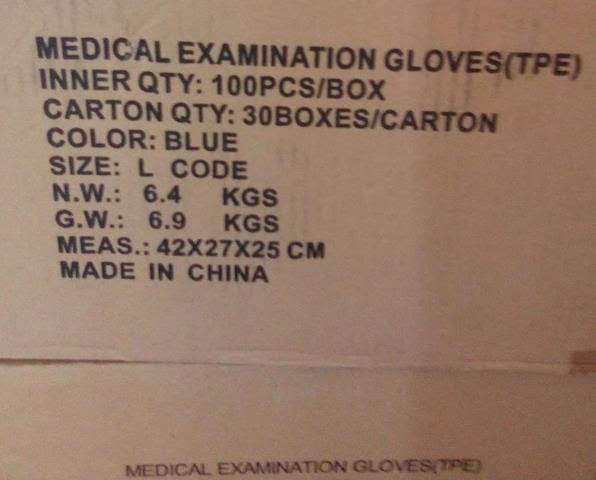 MEDICAL EXAMINATION GLOVES(TPE)
INNER QTY: 100PCS/BOX
CARTON QTY: 30BOXES/CARTON
COLOR: BLUE
SIZE: L CODE
N.W.: 6.4 KGS
G.W.: 6.9 KGS
MEAS.: 42X27X25 CM
MADE IN CHINA
MEDICAL EXAMINATION GLOVES(TPE)